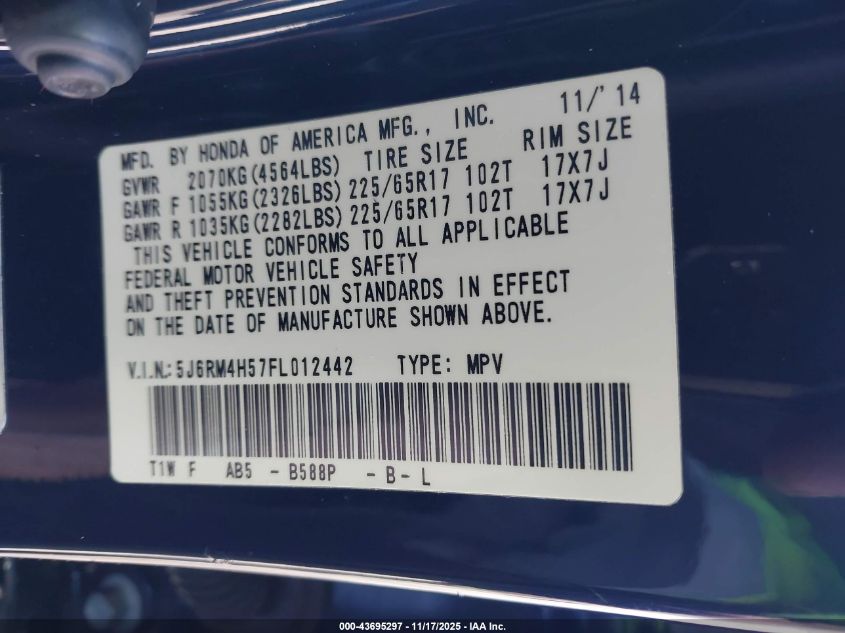 11/'14
MFD. BY HONDA OF AMERICA MFG., INC.
GVWR 2070KG(4564LBS) TIRE SIZE RIM SIZE
GAWR F 1055KG(2326LBS) 225/65R17 102T 17X7J
GAWR R 1035KG(2282LBS) 225/65R17 102T 17X7J
THIS VEHICLE CONFORMS TO ALL APPLICABLE
FEDERAL MOTOR VEHICLE SAFETY
AND THEFT PREVENTION STANDARDS IN EFFECT
ON THE DATE OF MANUFACTURE SHOWN ABOVE.
V.I.N.: 5J6RM4H57FL012442 TYPE: MPV
T1W F AB5 - B588P - B - L
000-43695297 - 11/17/2025 - IAA Inc.